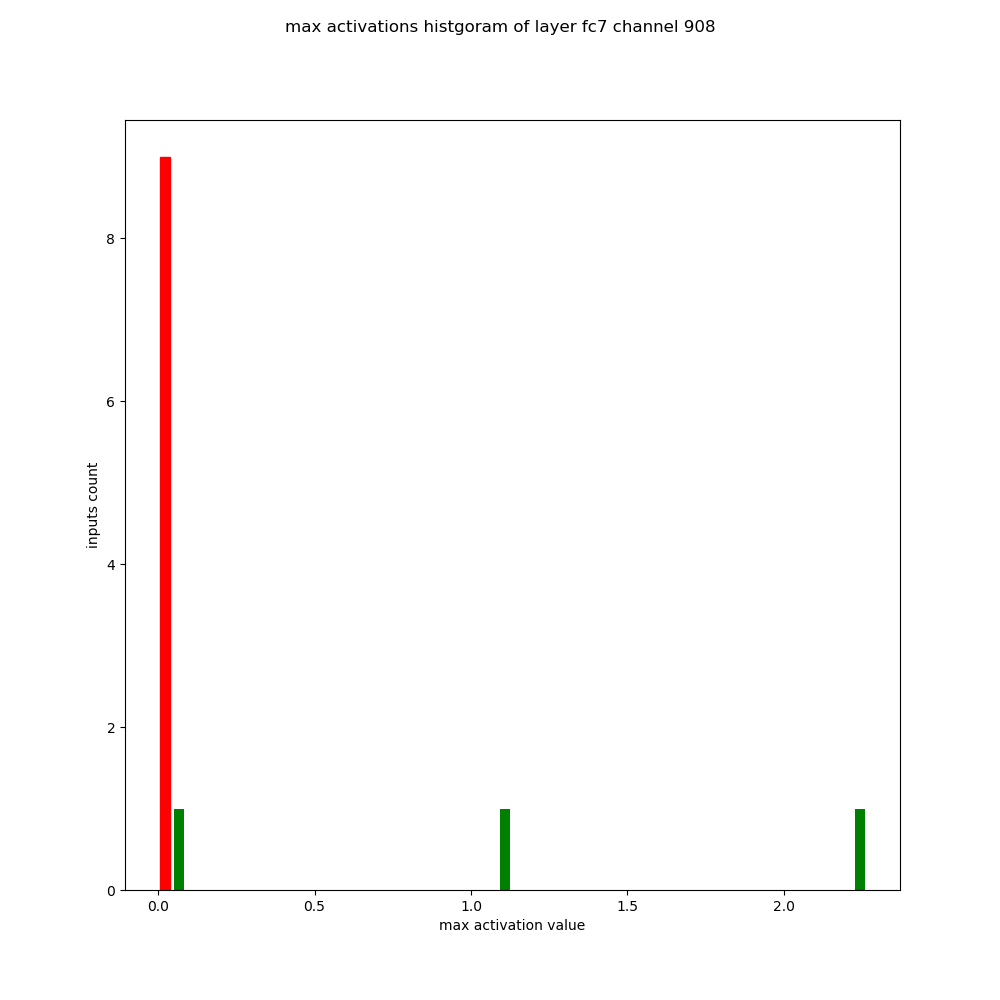 max activations histgoram of layer fc7 channel 908
8
6
4
2
0
inputs count
0.0 0.5 1.0 1.5 2.0
max activation value